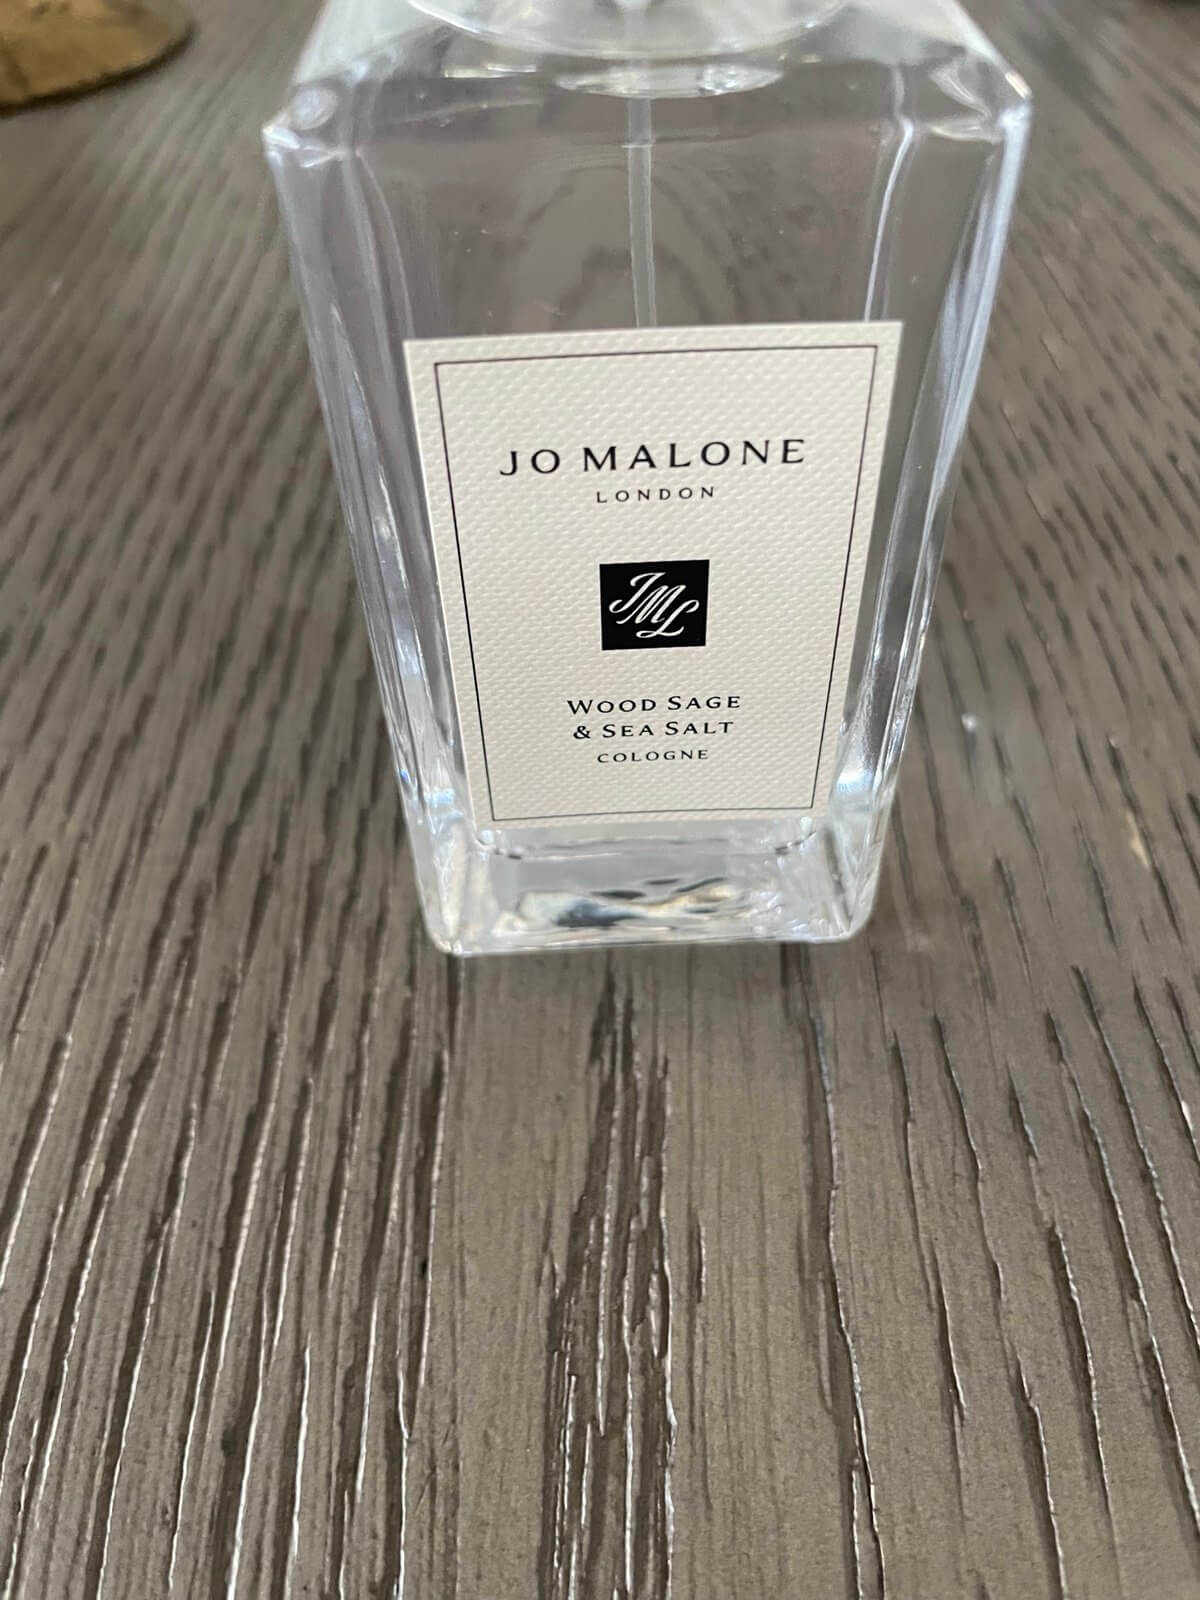 JO MALONE
LONDON
JML
WOOD SAGE
& SEA SALT
COLOGNE